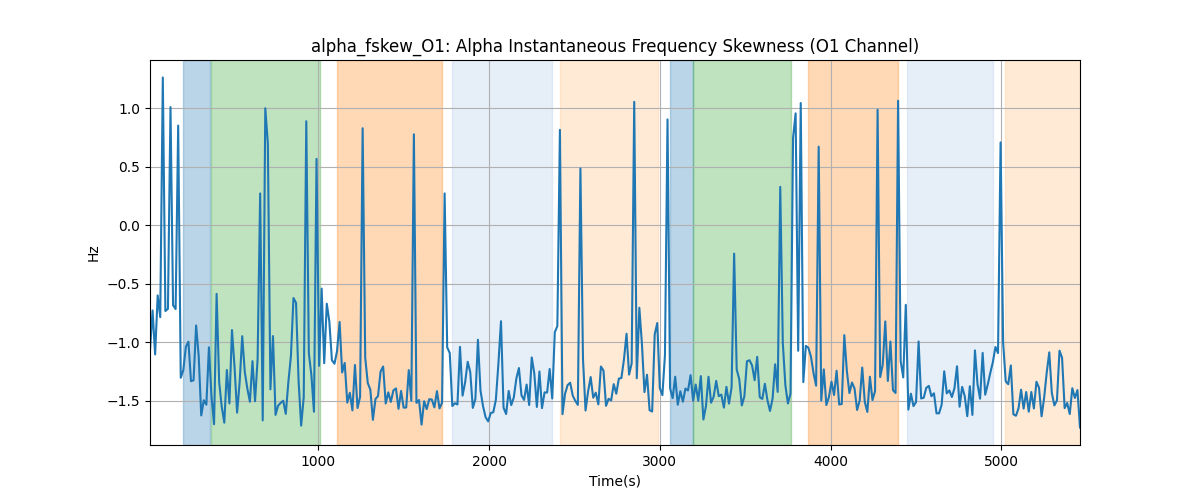 alpha_fskew_O1: Alpha Instantaneous Frequency Skewness (O1 Channel)
Hz
1.0
0.5
0.0
−0.5
−1.0
−1.5
1000 2000 3000 4000 5000
Time(s)